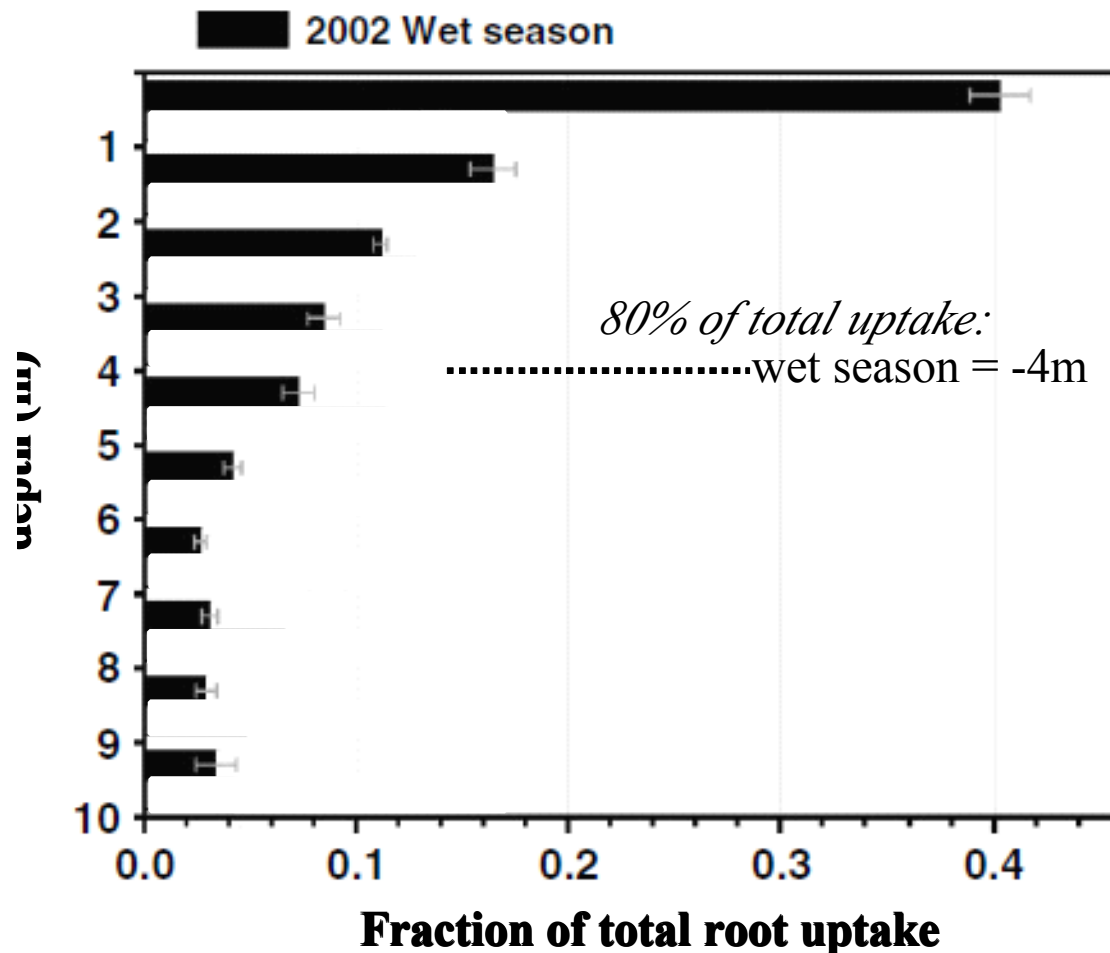 2002 Wet season
1
2
3
80% of total uptake:
4
wet season = -4m
depth (m)
5
6
7
8
9
10
0.0 0.1 0.2 0.3 0.4
Fraction of total root uptake